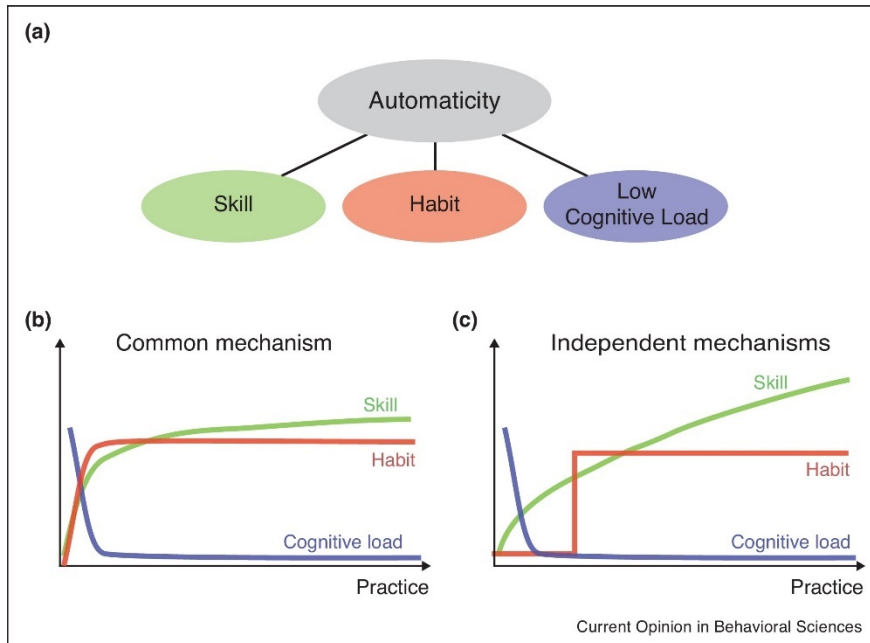 (a)
Automaticity
Skill
Habit
Low
Cognitive Load
(b)
Common mechanism
Skill
Habit
Cognitive load
Practice
(c)
Independent mechanisms
Skill
Habit
Cognitive load
Practice
Current Opinion in Behavioral Sciences